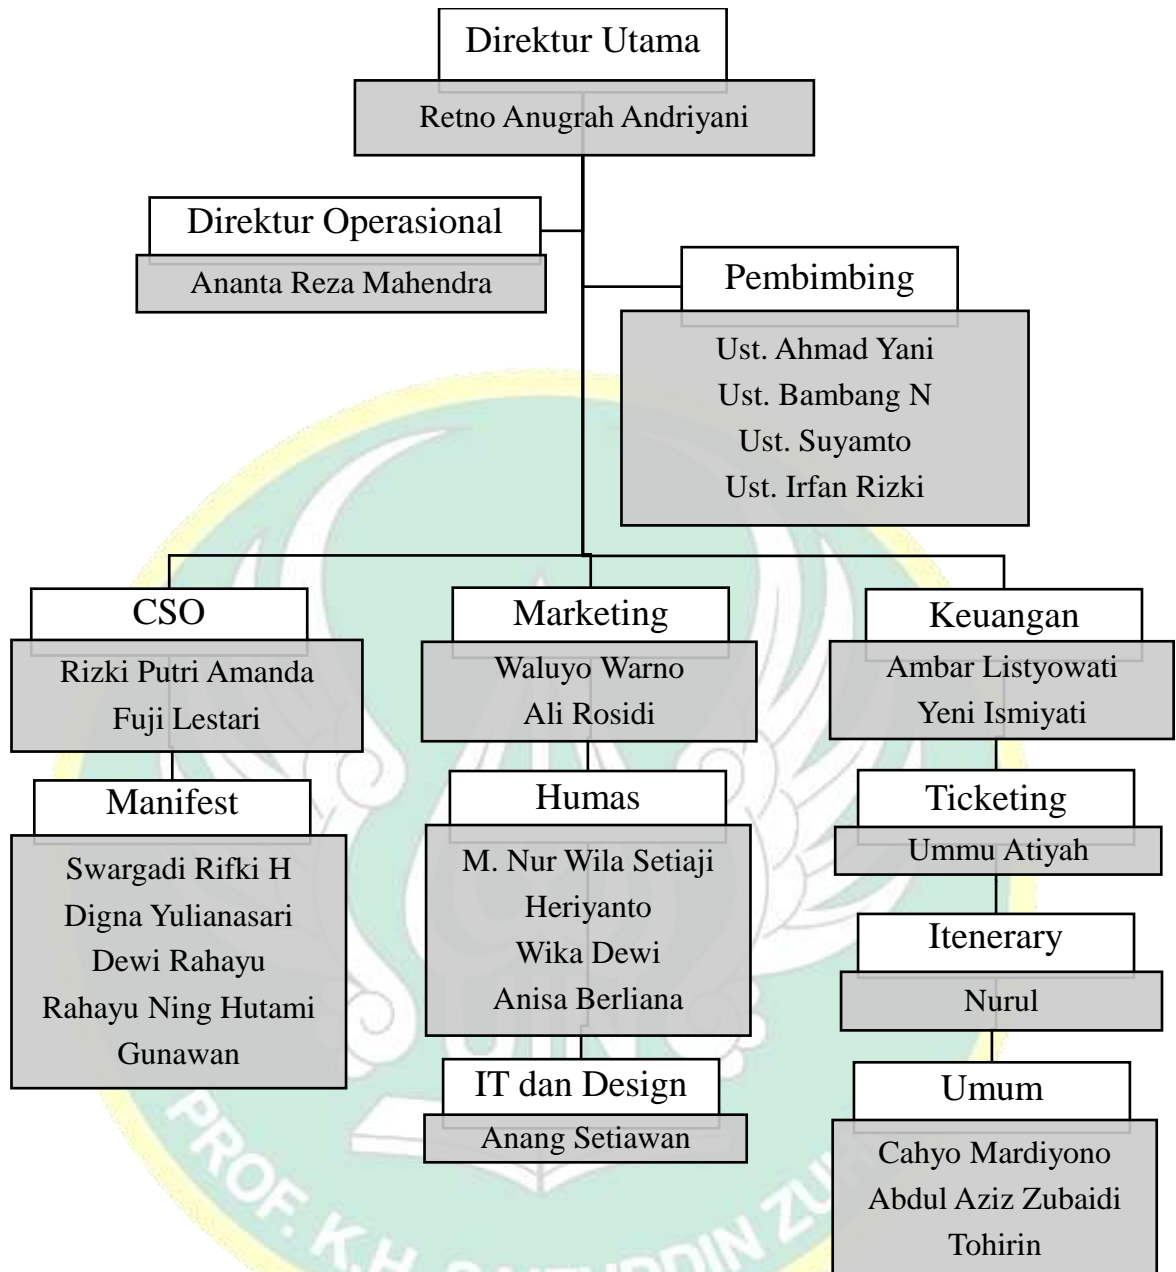 Direktur Utama
Retno Anugrah Andriyani
Direktur Operasional
Ananta Reza Mahendra
Pembimbing
Ust. Ahmad Yani
Ust. Bambang N
Ust. Suyamto
Ust. Irfan Rizki
CSO
Rizki Putri Amanda
Fuji Lestari
Manifest
Swargadi Rifki H
Digna Yulianasari
Dewi Rahayu
Rahayu Ning Hutami
Gunawan
Marketing
Waluyo Warno
Ali Rosidi
Humas
M. Nur Wila Setiaji
Heriyanto
Wika Dewi
Anisa Berliana
IT dan Design
Anang Setiawan
Keuangan
Ambar Listyowati
Yeni Ismiyati
Ticketing
Ummu Atiyah
Itenerary
Nurul
Umum
Cahyo Mardiyono
Abdul Aziz Zubaidi
Tohirin
UIN
PROF. K.H.